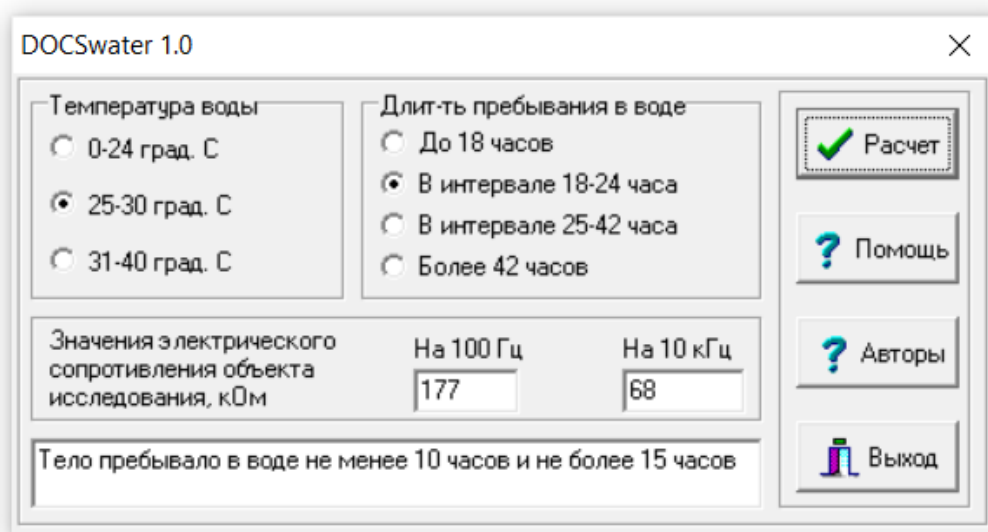 DOCSwater 1.0
Температура воды
0-24 град. С
25-30 град. С
31-40 град. С
Длит-ть пребывания в воде
До 18 часов
В интервале 18-24 часа
В интервале 25-42 часа
Более 42 часов
Значения электрического
сопротивления объекта
исследования, кОм
На 100 Гц
177
На 10 кГц
68
Тело пребывало в воде не менее 10 часов и не более 15 часов
Расчет
Помощь
Авторы
Выход